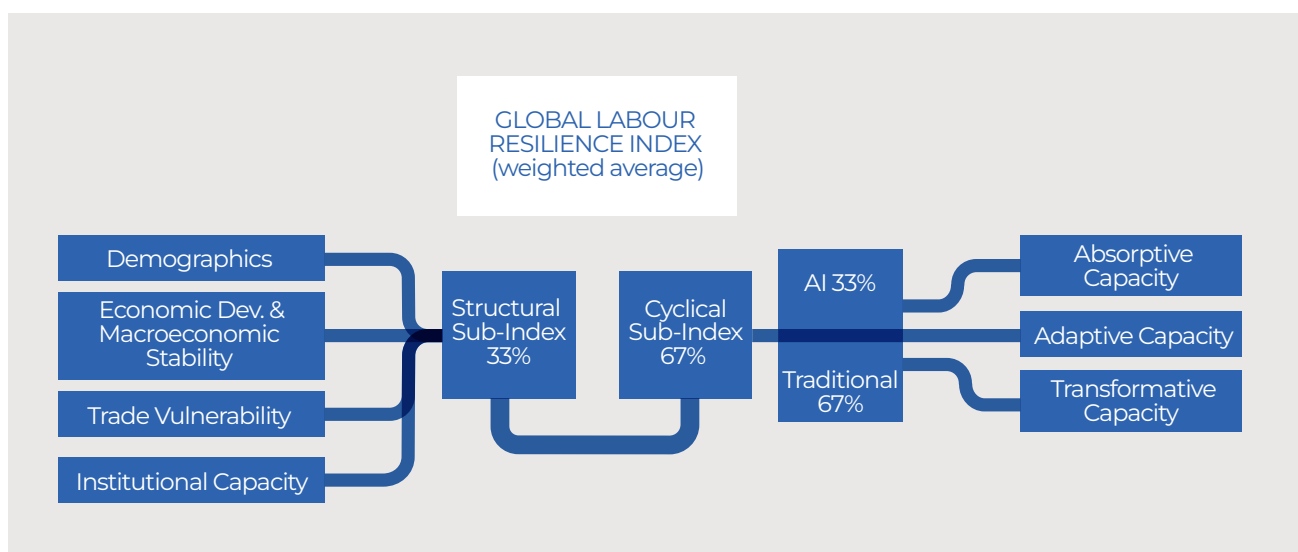 GLOBAL LABOUR
RESILIENCE INDEX
(weighted average)
Demographics
Economic Dev. &
Macroeconomic
Stability
Trade Vulnerability
Institutional Capacity
Structural
Sub-Index
33%
Cyclical
Sub-Index
67%
AI 33%
Traditional
67%
Absorptive
Capacity
Adaptive Capacity
Transformative
Capacity